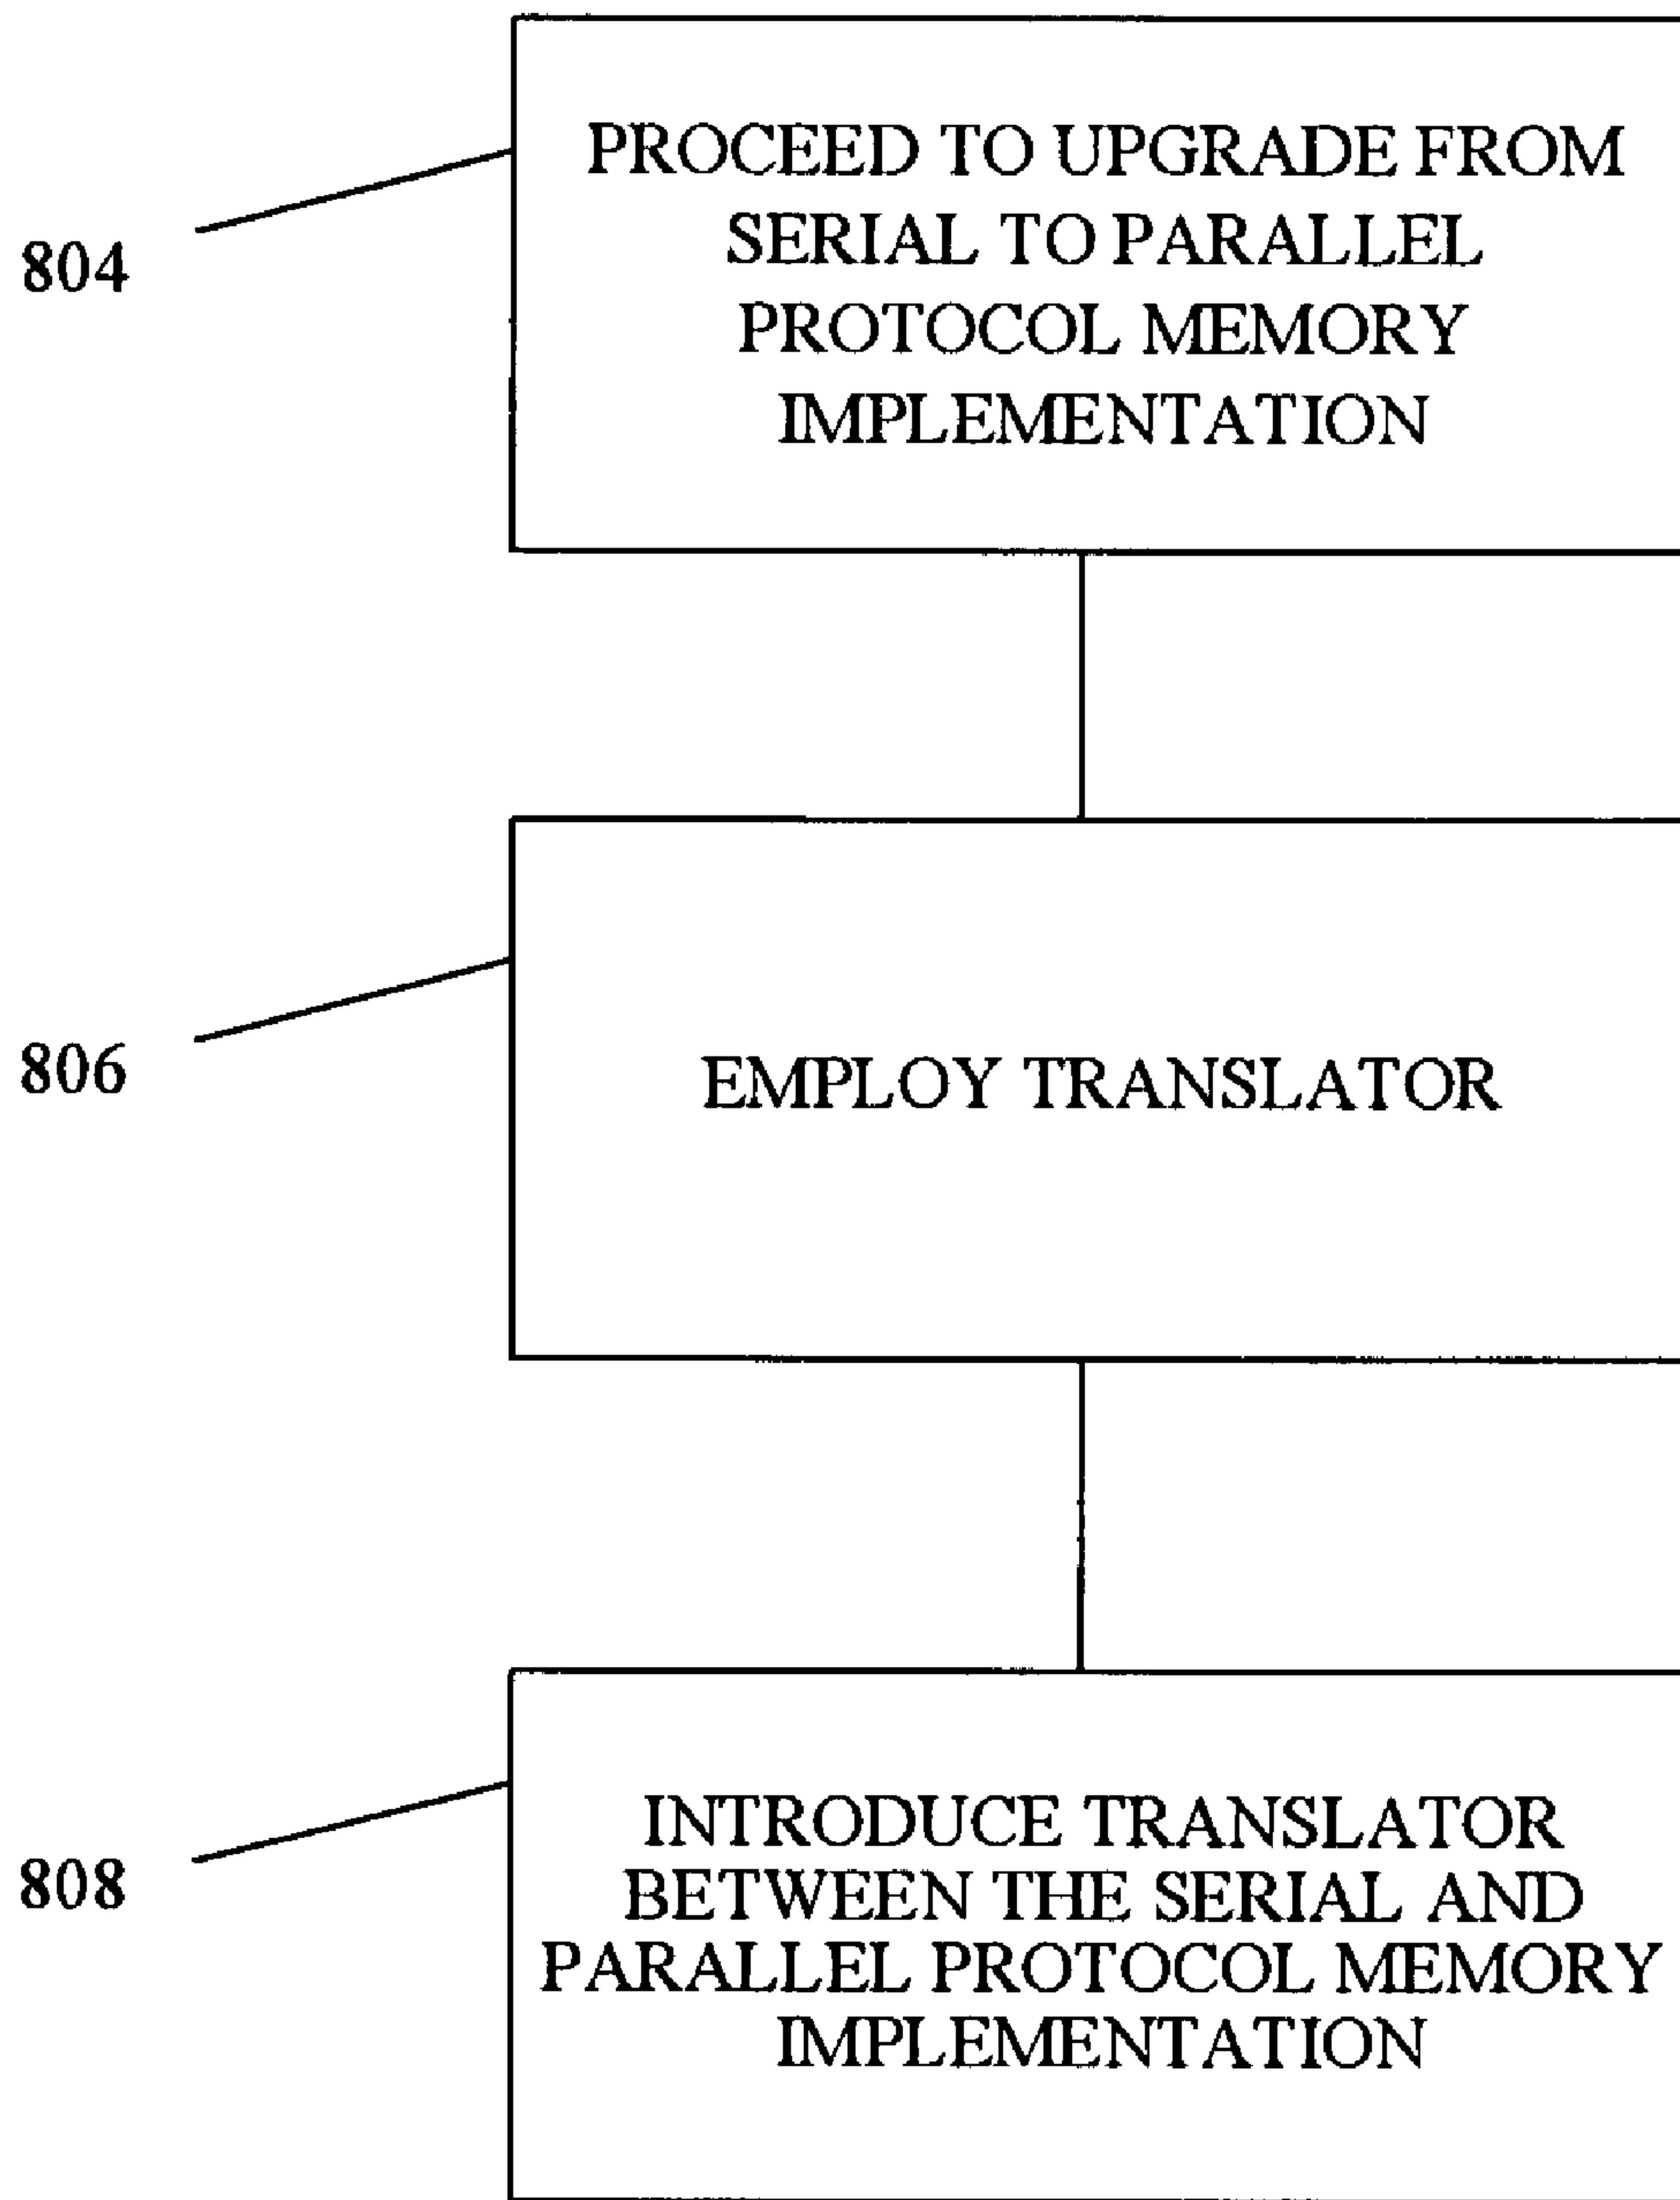 804
PROCEED TO UPGRADE FROM
SERIAL TO PARALLEL
PROTOCOL MEMORY
IMPLEMENTATION
806
EMPLOY TRANSLATOR
808
INTRODUCE TRANSLATOR
BETWEEN THE SERIAL AND
PARALLEL PROTOCOL MEMORY
IMPLEMENTATION